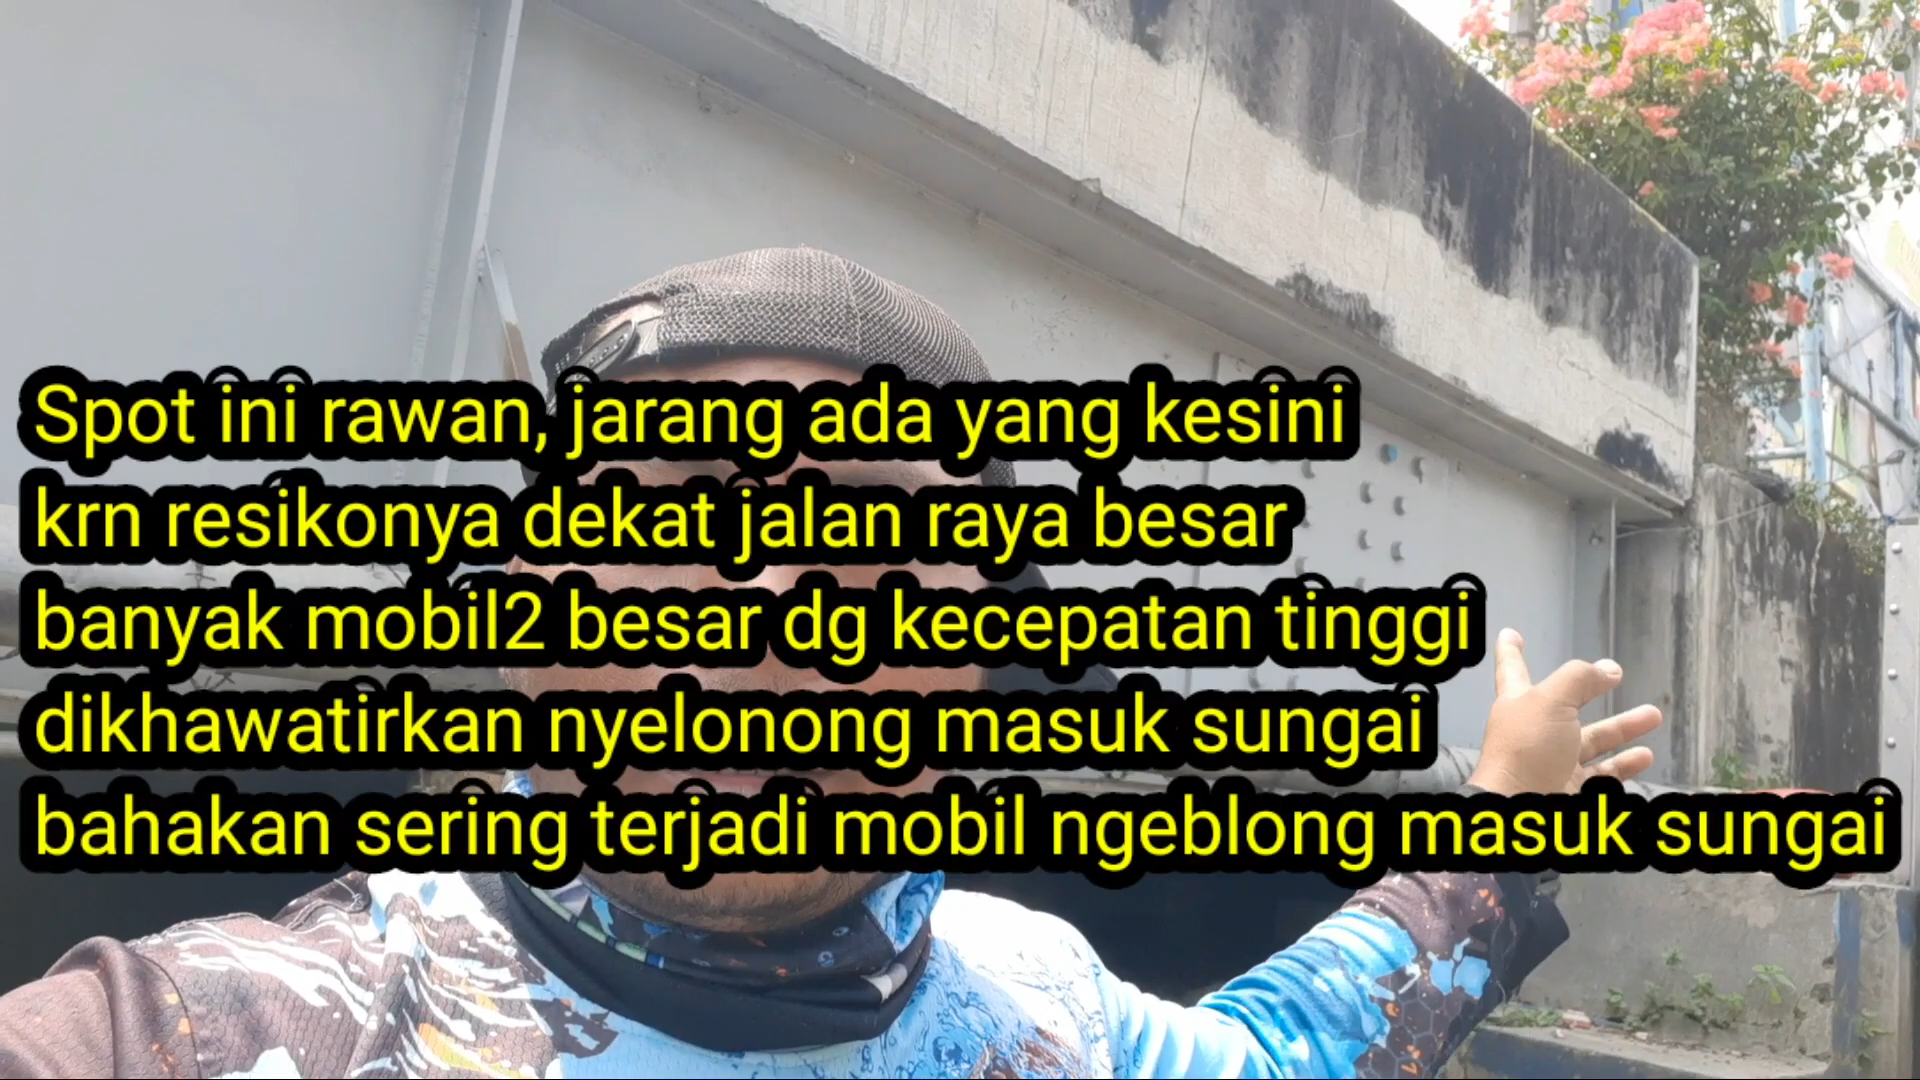 Spot ini rawan, jarang ada yang kesini
krn resikonya dekat jalan raya besar
banyak mobil2 besar dg kecepatan tinggi
dikhawatirkan nyelonong masuk sungai
bahakan sering terjadi mobil ngeblong masuk sungai